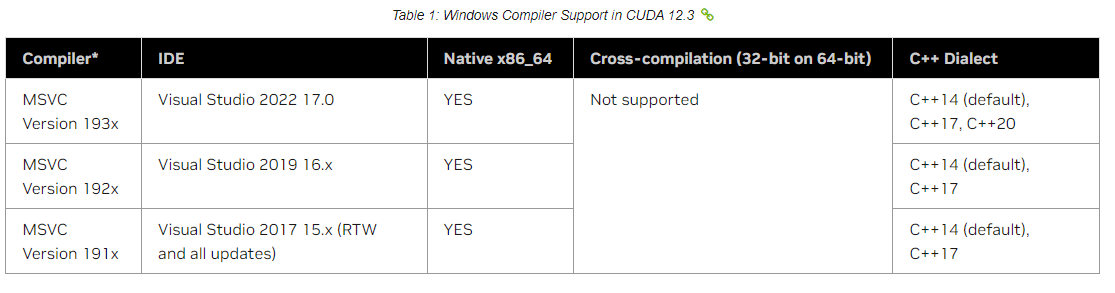 Table 1: Windows Compiler Support in CUDA 12.3
Compiler* IDE Native x86_64 Cross-compilation (32-bit on 64-bit) C++ Dialect
MSVC Visual Studio 2022 17.0 YES Not supported C++14 (default),
Version 193x C++17, C++20
MSVC Visual Studio 2019 16.x YES C++14 (default),
Version 192x C++17
MSVC Visual Studio 2017 15.x (RTW YES C++14 (default),
Version 191x and all updates) C++17